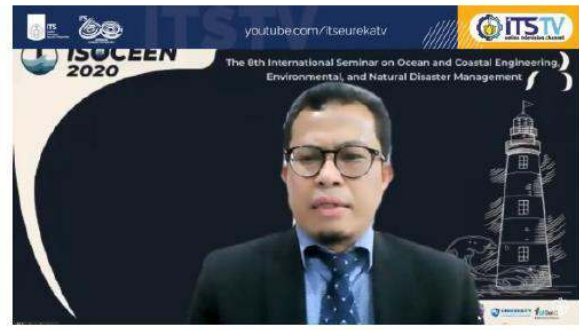 ITS
youtube.com/itseurekatv
iTSTV
ISOCEEN
2020
The 8th International Seminar on Ocean and Coastal Engineering,
Environmental, and Natural Disaster Management